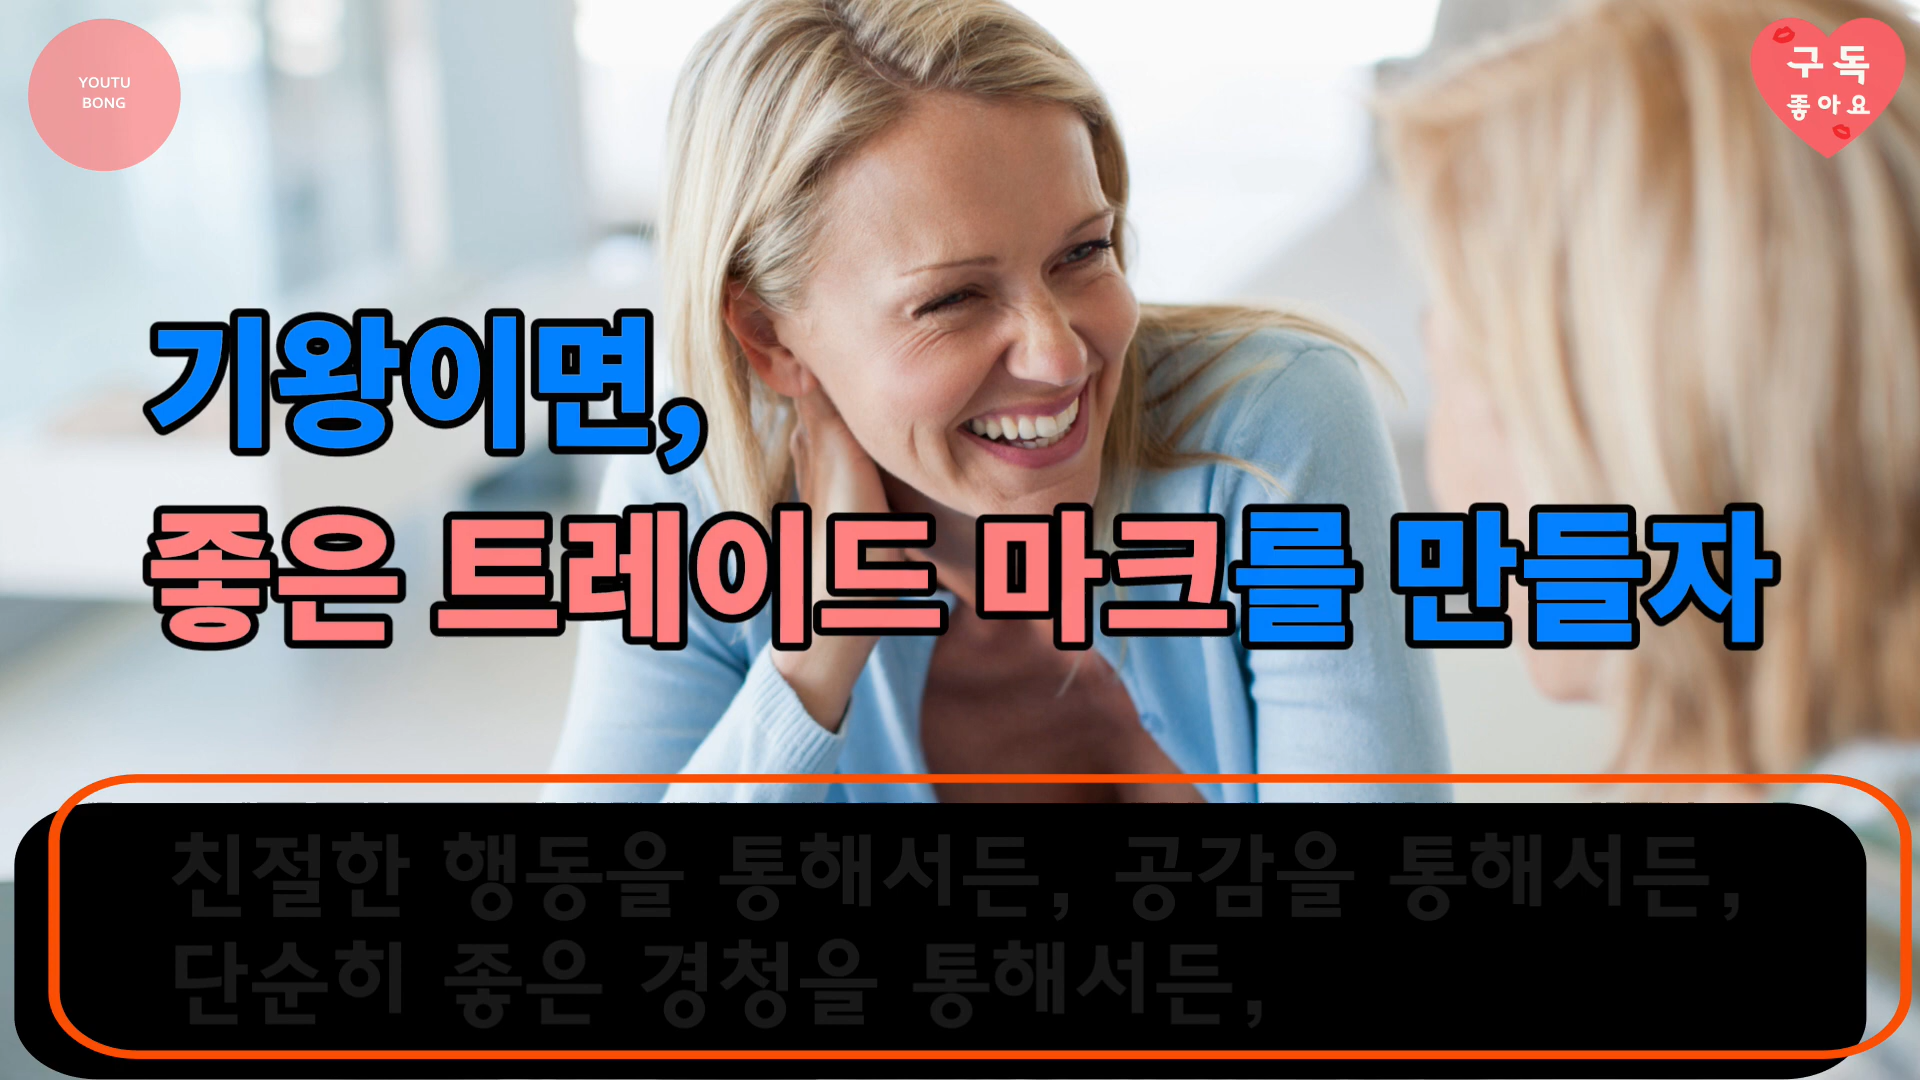 YOUTU
BONG
구독
좋아요
기왕이면,
좋은 트레이드 마크를 만들자
친절한 행동을 통해서든, 공감을 통해서든,
단순히 좋은 경청을 통해서든,